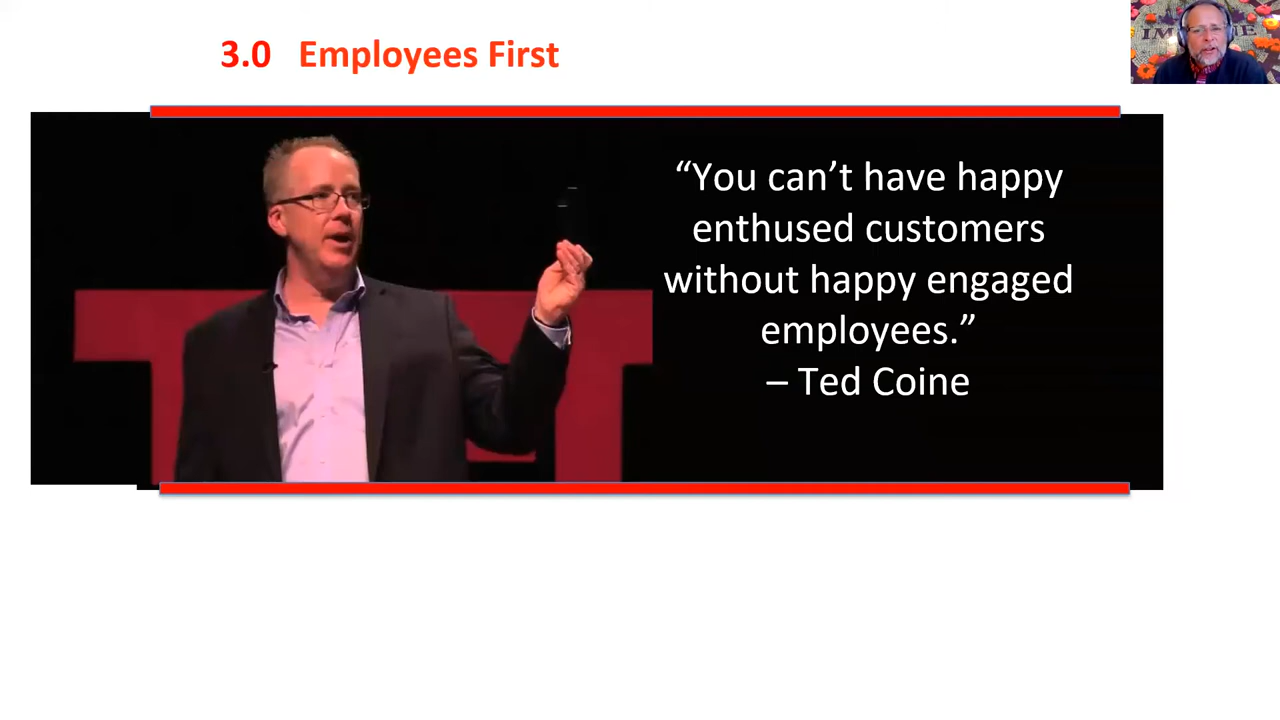 3.0 Employees First
“You can’t have happy
enthused customers
without happy engaged
employees.”
– Ted Coine